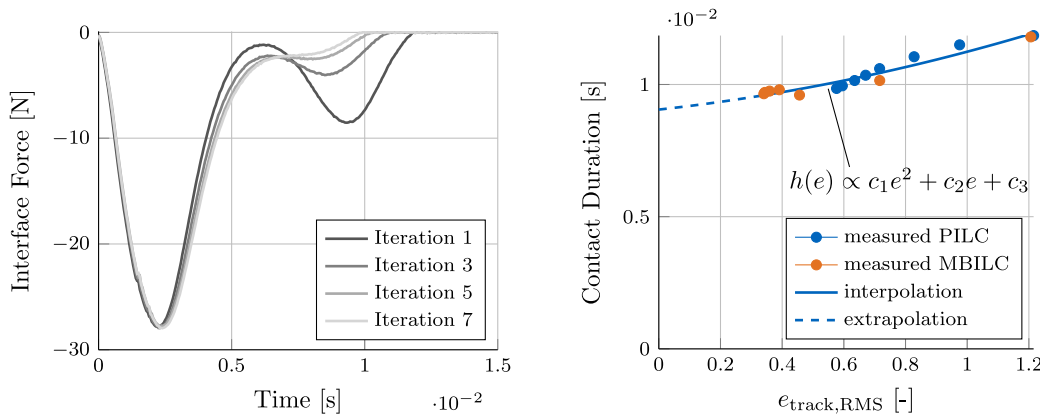 0
−10
−20
−30
Interface Force [N]
0
0.5
1
1.5
Time [s]
·10⁻²
Iteration 1
Iteration 3
Iteration 5
Iteration 7
·10⁻²
1
0.5
0
Contact Duration [s]
h(e) ∝ c₁e² + c₂e + c₃
measured PILC
measured MBILC
interpolation
extrapolation
0
0.2
0.4
0.6
0.8
1
1.2
e_track,RMS [-]